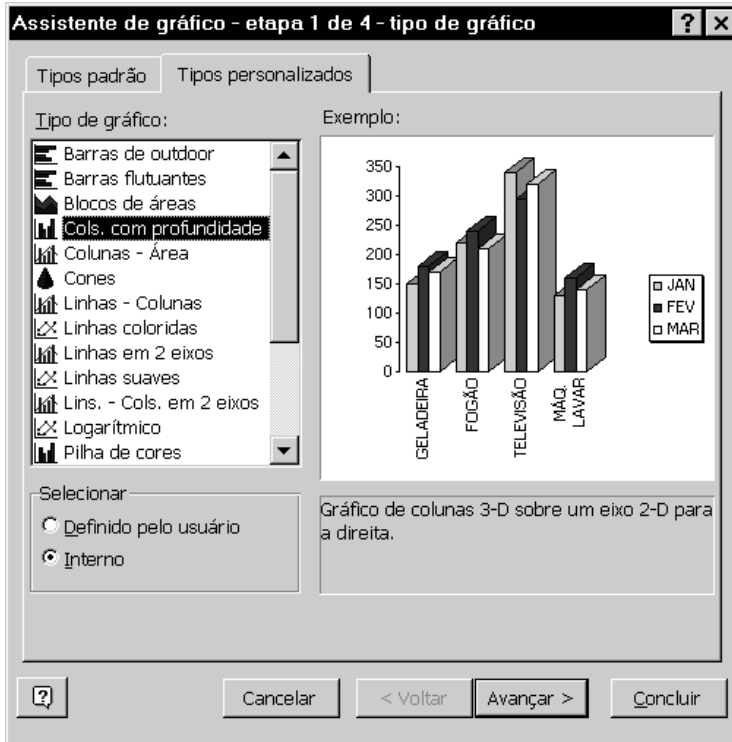 Assistente de gráfico - etapa 1 de 4 - tipo de gráfico
Tipos padrão
Tipos personalizados
Tipo de gráfico:
Barras de outdoor
Barras flutuantes
Blocos de áreas
Cols. com profundidade
Colunas - Área
Cones
Linhas - Colunas
Linhas coloridas
Linhas em 2 eixos
Linhas suaves
Lins. - Cols. em 2 eixos
Logarítmico
Pilha de cores
Exemplo:
350
300
250
200
150
100
50
0
GELADEIRA
FOGÃO
TELEVISÃO
MÁQ.
LAVAR
JAN
FEV
MAR
Selecionar
Definido pelo usuário
Interno
Gráfico de colunas 3-D sobre um eixo 2-D para
a direita.
Cancelar
< Voltar
Avançar >
Concluir